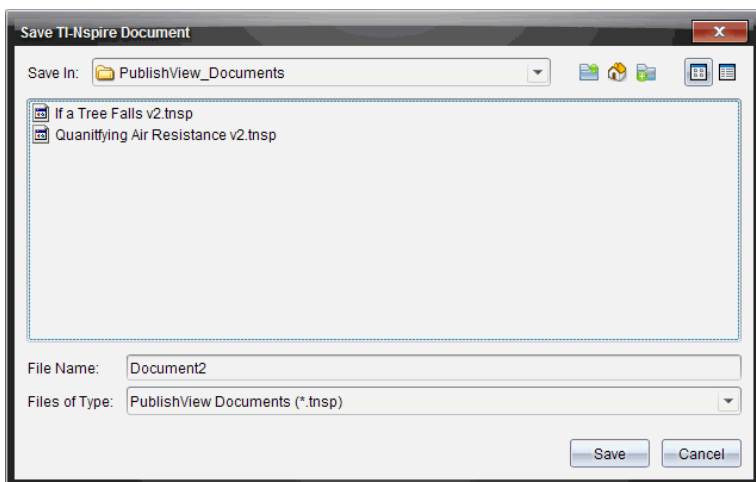 Save TI-Nspire Document
Save In: PublishView_Documents
If a Tree Falls v2.tnsp
Quanitfying Air Resistance v2.tnsp
File Name: Document2
Files of Type: PublishView Documents (*.tnsp)
Save Cancel